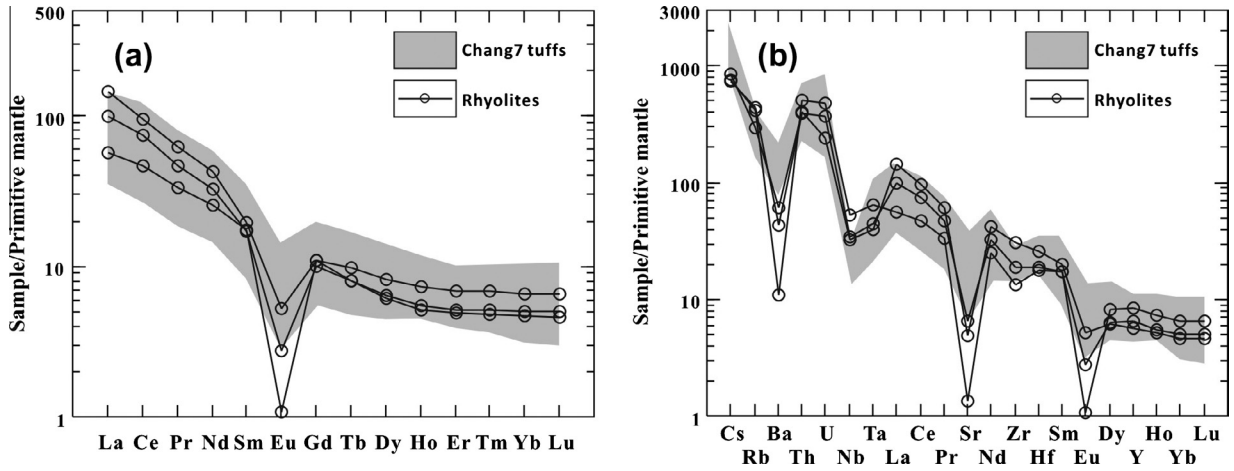 (a)
Chang7 tuffs
Rhyolites
Sample/Primitive mantle
500
100
10
1
La Ce Pr Nd Sm Eu Gd Tb Dy Ho Er Tm Yb Lu
(b)
Chang7 tuffs
Rhyolites
Sample/Primitive mantle
3000
1000
100
10
1
Cs Ba U Ta Ce Sr Zr Sm Dy Ho Lu
Rb Th Nb La Pr Nd Hf Eu Y Yb